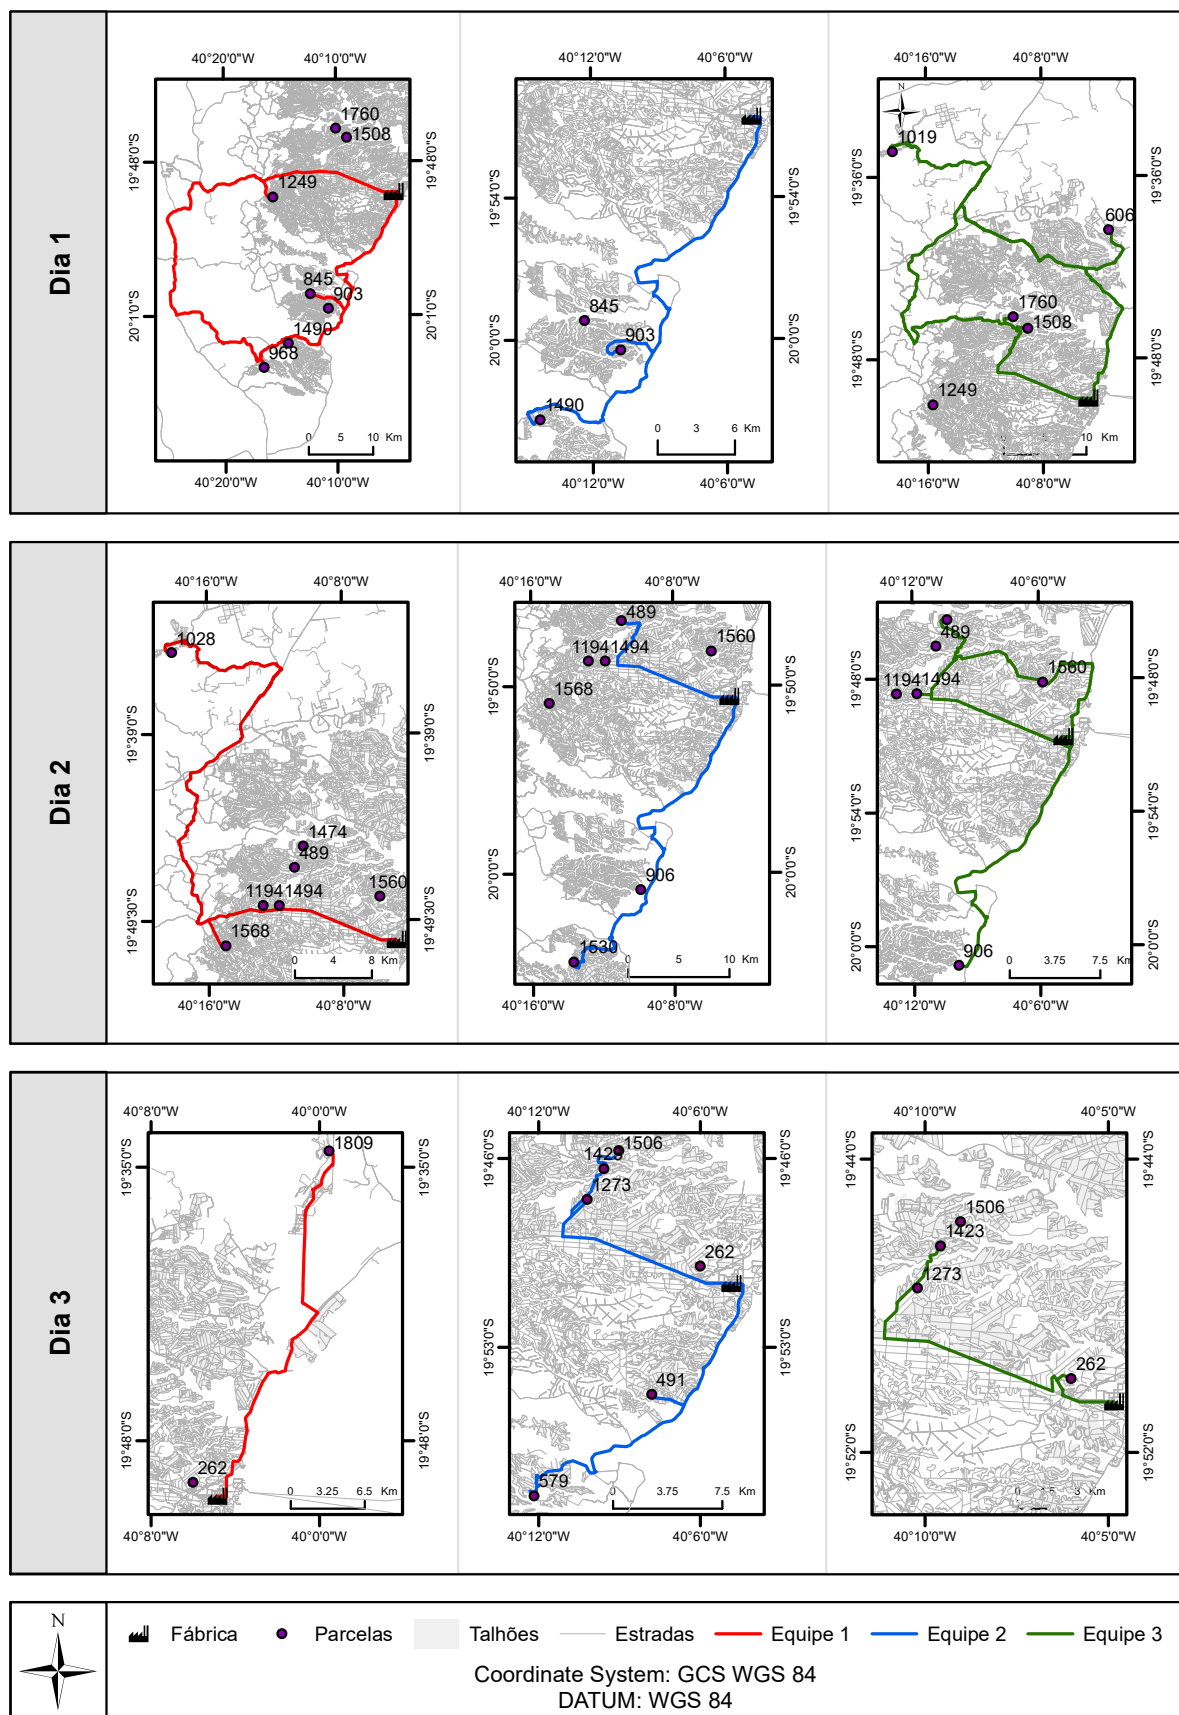 Dia 1
40°20'0"W 40°10'0"W
19°48'0"S
20°1'0"S
19°48'0"S
20°1'0"S
1760
1508
1249
845
903
1490
968
0 5 10 Km
40°20'0"W 40°10'0"W
40°12'0"W 40°6'0"W
19°54'0"S
20°0'0"S
19°54'0"S
20°0'0"S
845
903
1490
0 3 6 Km
40°12'0"W 40°6'0"W
40°16'0"W 40°8'0"W
N
19°36'0"S
19°48'0"S
19°36'0"S
19°48'0"S
1019
606
1760
1508
1249
10 Km
40°16'0"W 40°8'0"W
Dia 2
40°16'0"W 40°8'0"W
19°39'0"S
19°49'30"S
19°39'0"S
19°49'30"S
1028
1474
489
1194 1494
1560
1568
0 4 8 Km
40°16'0"W 40°8'0"W
40°16'0"W 40°8'0"W
19°50'0"S
20°0'0"S
19°50'0"S
20°0'0"S
489
1194 1494
1560
1568
906
1530
0 5 10 Km
40°16'0"W 40°8'0"W
40°12'0"W 40°6'0"W
19°48'0"S
19°54'0"S
20°0'0"S
19°48'0"S
19°54'0"S
20°0'0"S
489
1560
1194 1494
906
0 3.75 7.5 Km
40°12'0"W 40°6'0"W
Dia 3
40°8'0"W 40°0'0"W
19°35'0"S
19°48'0"S
19°35'0"S
19°48'0"S
1809
262
0 3.25 6.5 Km
40°8'0"W 40°0'0"W
40°12'0"W 40°6'0"W
19°46'0"S
19°53'0"S
19°46'0"S
19°53'0"S
1506
1423
1273
262
491
579
0 3.75 7.5 Km
40°12'0"W 40°6'0"W
40°10'0"W 40°5'0"W
19°44'0"S
19°52'0"S
19°44'0"S
19°52'0"S
1506
1423
1273
262
3 Km
40°10'0"W 40°5'0"W
N
Fábrica Parcelas Talhões Estradas Equipe 1 Equipe 2 Equipe 3
Coordinate System: GCS WGS 84
DATUM: WGS 84